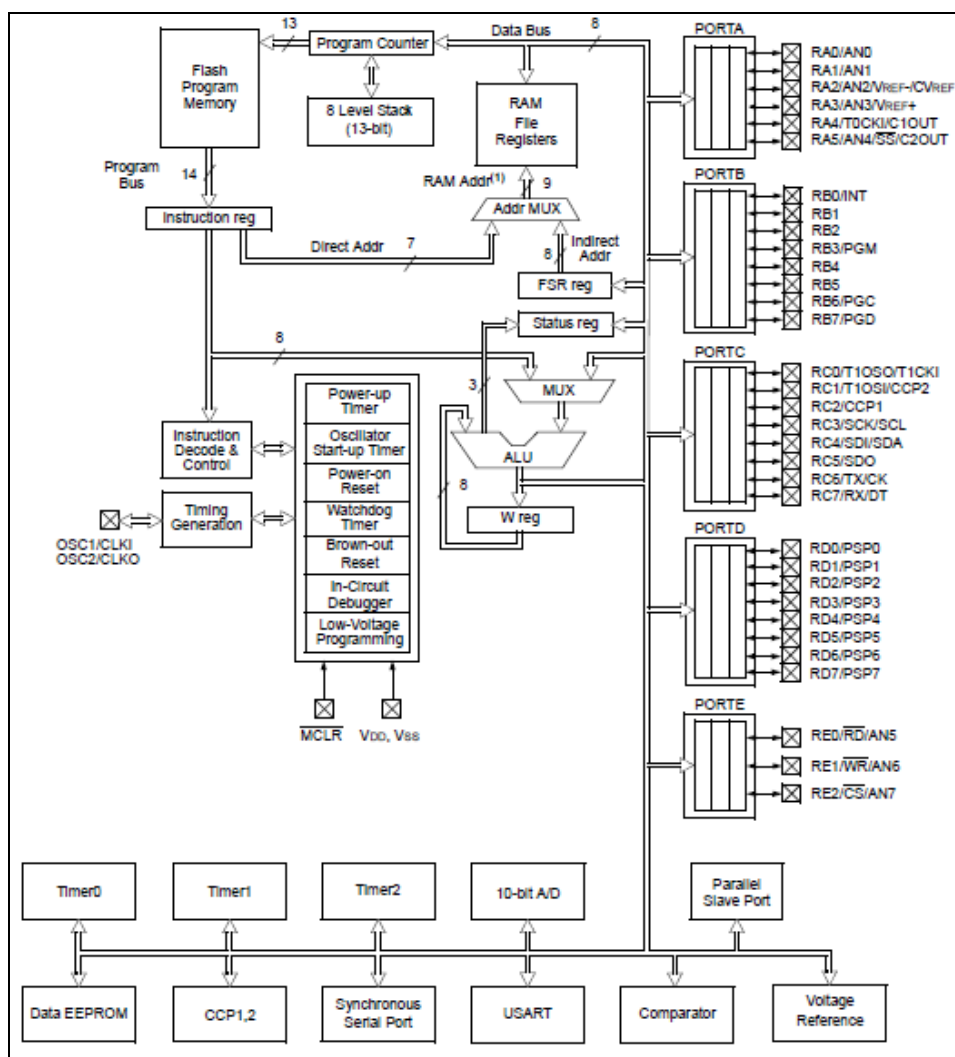 13
Program Counter
Data Bus
8
PORTA
Flash
Program
Memory
8 Level Stack
(13-bit)
RAM
File
Registers
RA0/AN0
RA1/AN1
RA2/AN2/VREF-/CVREF
RA3/AN3/VREF+
RA4/T0CKI/C1OUT
RA5/AN4/SS/C2OUT
Program
Bus
14
RAM Addr(1)
9
PORTB
Instruction reg
Addr MUX
RB0/INT
RB1
RB2
RB3/PGM
RB4
RB5
RB6/PGC
RB7/PGD
Direct Addr
7
8
Indirect
Addr
FSR reg
Status reg
8
3
MUX
PORTC
RC0/T1OSO/T1CKI
RC1/T1OSI/CCP2
RC2/CCP1
RC3/SCK/SCL
RC4/SDI/SDA
RC5/SDO
RC6/TX/CK
RC7/RX/DT
Power-up
Timer
Oscillator
Start-up Timer
Power-on
Reset
Watchdog
Timer
Brown-out
Reset
In-Circuit
Debugger
Low-Voltage
Programming
Instruction
Decode &
Control
ALU
8
W reg
Timing
Generation
OSC1/CLKI
OSC2/CLKO
PORTD
RD0/PSP0
RD1/PSP1
RD2/PSP2
RD3/PSP3
RD4/PSP4
RD5/PSP5
RD6/PSP6
RD7/PSP7
MCLR
VDD, VSS
PORTE
RE0/RD/AN5
RE1/WR/AN6
RE2/CS/AN7
Timer0
Timer1
Timer2
10-bit A/D
Parallel
Slave Port
Data EEPROM
CCP1,2
Synchronous
Serial Port
USART
Comparator
Voltage
Reference